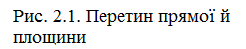 Рис. 2.1. Перетин прямої й
площини